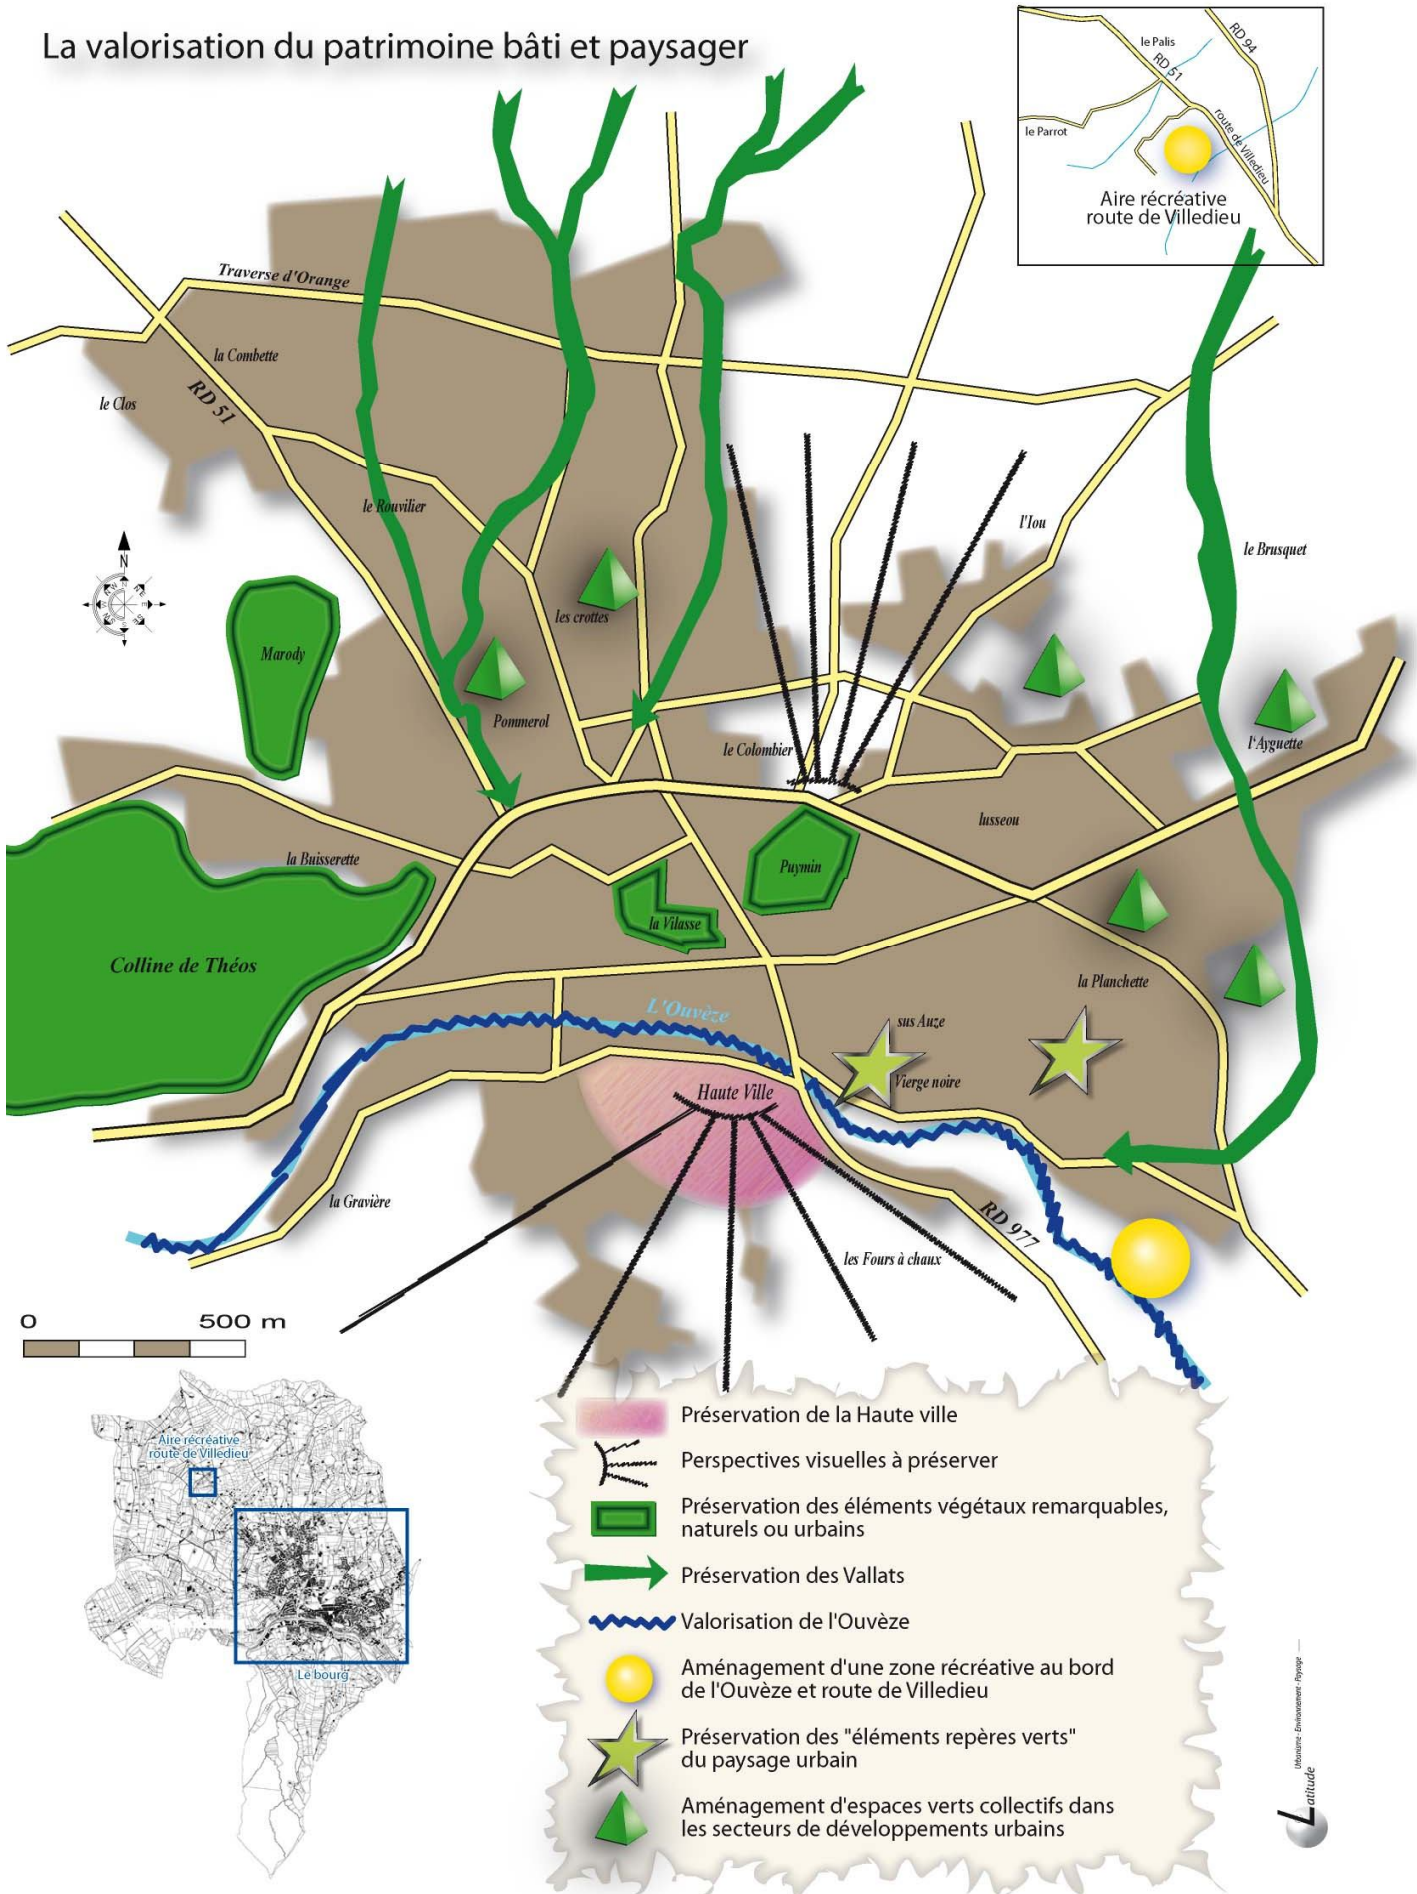 La valorisation du patrimoine bâti et paysager
le Palis
RD 51
RD 94
le Parrot
route de Villedieu
Aire récréative
route de Villedieu
Traverse d'Orange
la Combette
le Clos
RD 51
le Rouvilier
l'Iou
le Brusquet
N
les crottes
Marody
Pommerol
le Colombier
l'Ayguette
lusseou
la Buisserette
Puymin
la Vilasse
Colline de Théos
la Planchette
L'Ouvèze
sus Auze
Vierge noire
Haute Ville
la Gravière
RD 977
les Fours à chaux
0 500 m
Aire récréative
route de Villedieu
Le bourg
Préservation de la Haute ville
Perspectives visuelles à préserver
Préservation des éléments végétaux remarquables,
naturels ou urbains
Préservation des Vallats
Valorisation de l'Ouvèze
Aménagement d'une zone récréative au bord
de l'Ouvèze et route de Villedieu
Préservation des "éléments repères verts"
du paysage urbain
Aménagement d'espaces verts collectifs dans
les secteurs de développements urbains
Latitude
Urbanisme - Environnement - Paysage